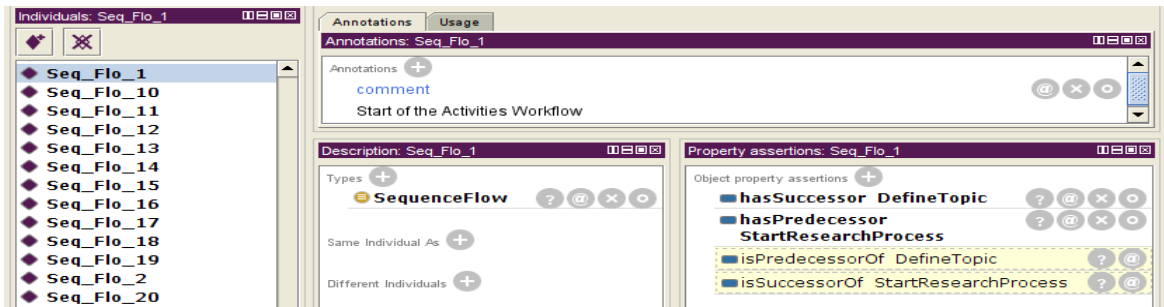 Individuals: Seq_Flo_1
Seq_Flo_1
Seq_Flo_10
Seq_Flo_11
Seq_Flo_12
Seq_Flo_13
Seq_Flo_14
Seq_Flo_15
Seq_Flo_16
Seq_Flo_17
Seq_Flo_18
Seq_Flo_19
Seq_Flo_2
Seq_Flo_20
Annotations Usage
Annotations: Seq_Flo_1
Annotations
comment
Start of the Activities Workflow
Description: Seq_Flo_1
Types
SequenceFlow
Same Individual As
Different Individuals
Property assertions: Seq_Flo_1
Object property assertions
hasSuccessor DefineTopic
hasPredecessor
StartResearchProcess
isPredecessorOf DefineTopic
isSuccessorOf StartResearchProcess